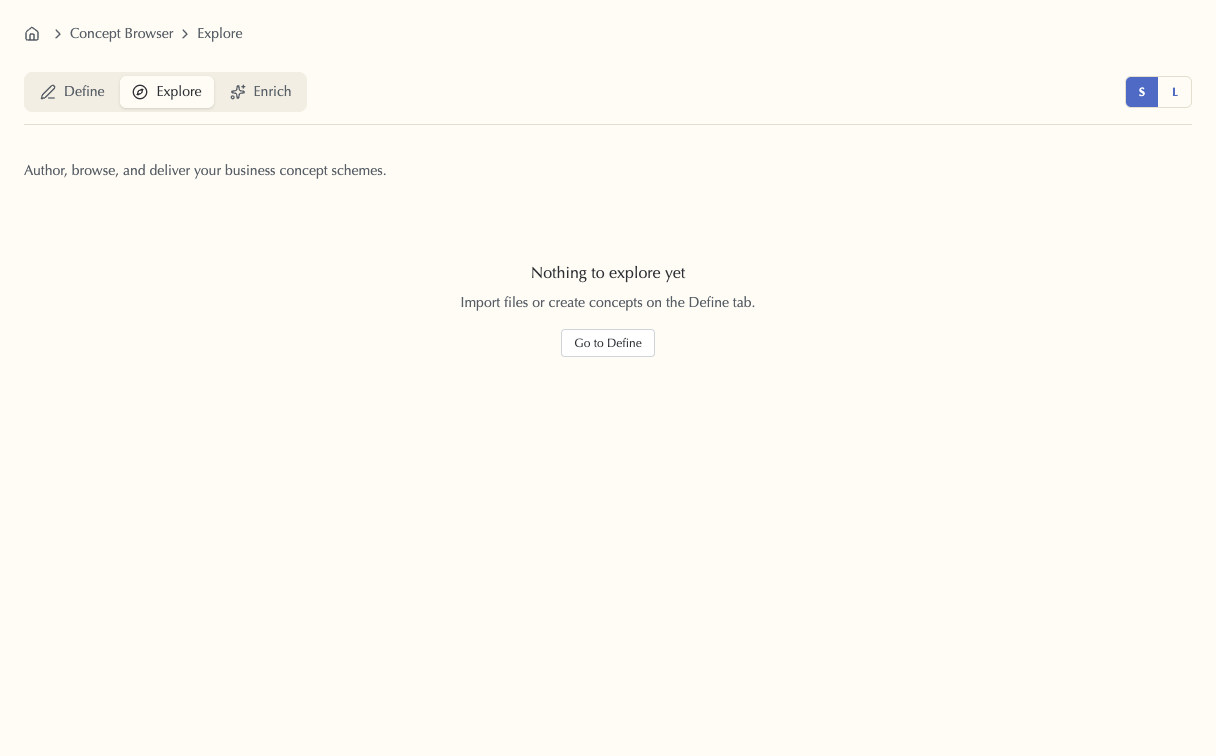 Concept Browser Explore
Define Explore Enrich S L
Author, browse, and deliver your business concept schemes.
Nothing to explore yet
Import files or create concepts on the Define tab.
Go to Define